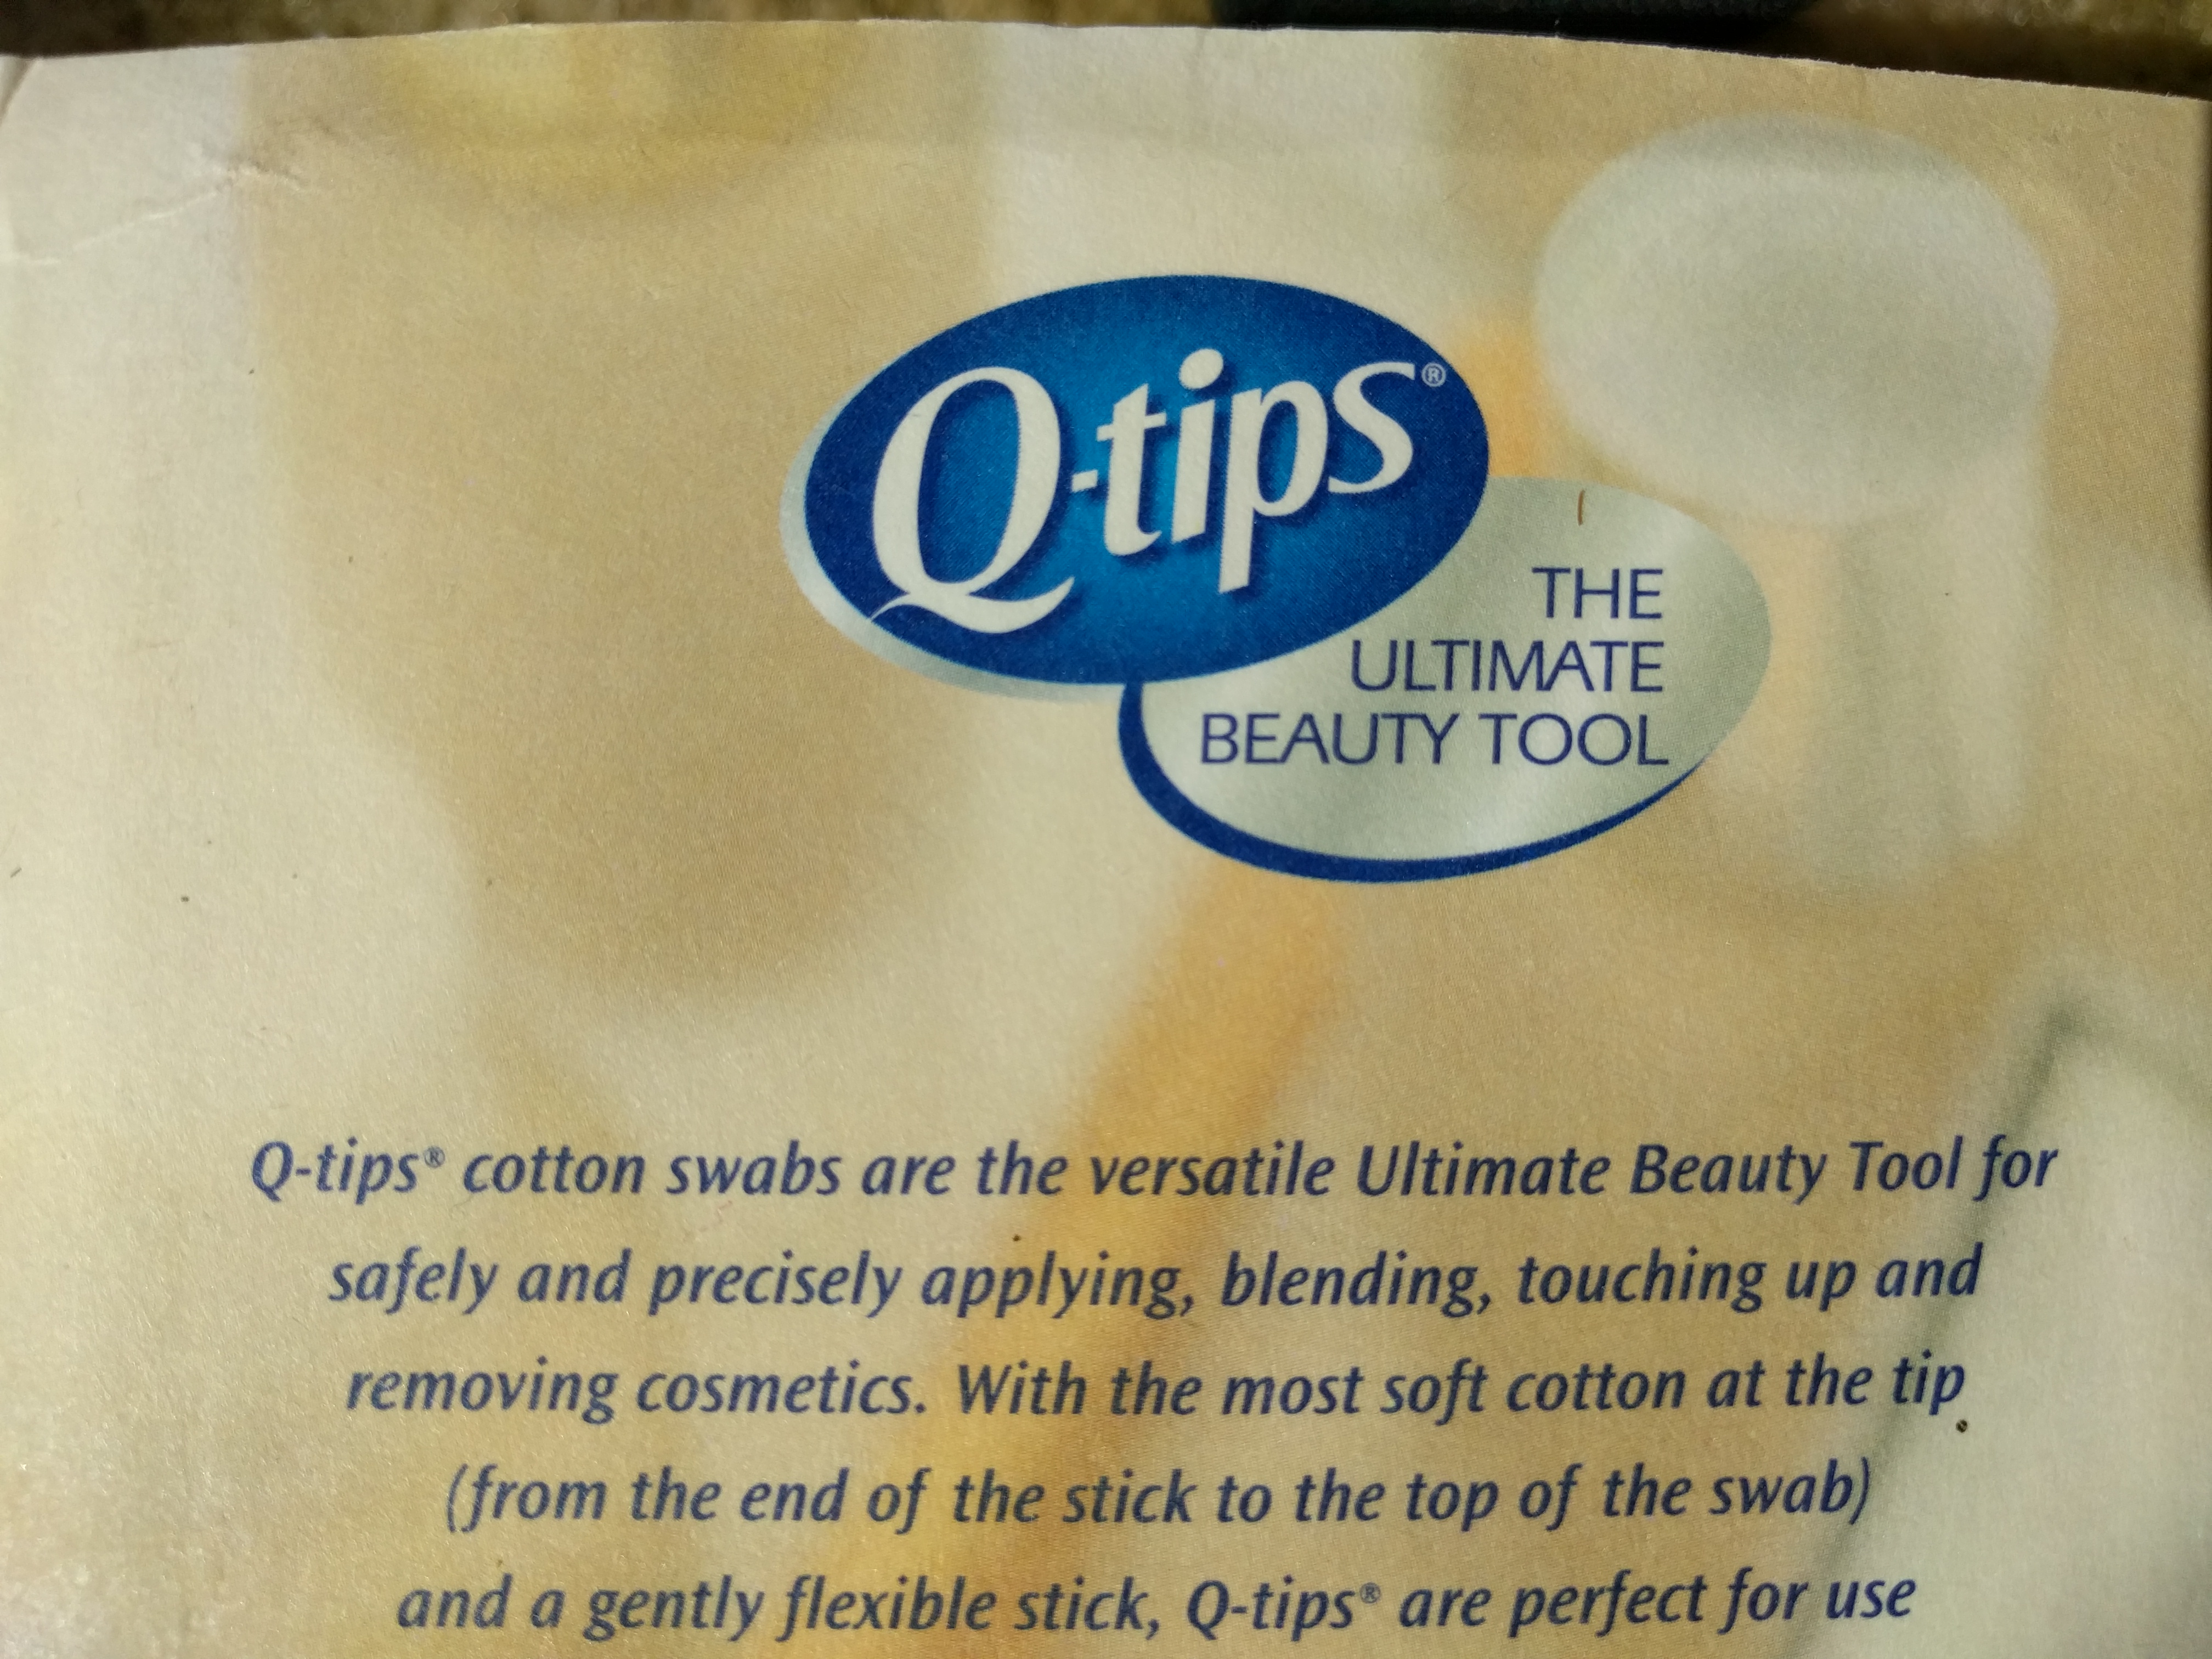 Q-tips®
THE
ULTIMATE
BEAUTY TOOL
Q-tips® cotton swabs are the versatile Ultimate Beauty Tool for
safely and precisely applying, blending, touching up and
removing cosmetics. With the most soft cotton at the tip
(from the end of the stick to the top of the swab)
and a gently flexible stick, Q-tips® are perfect for use